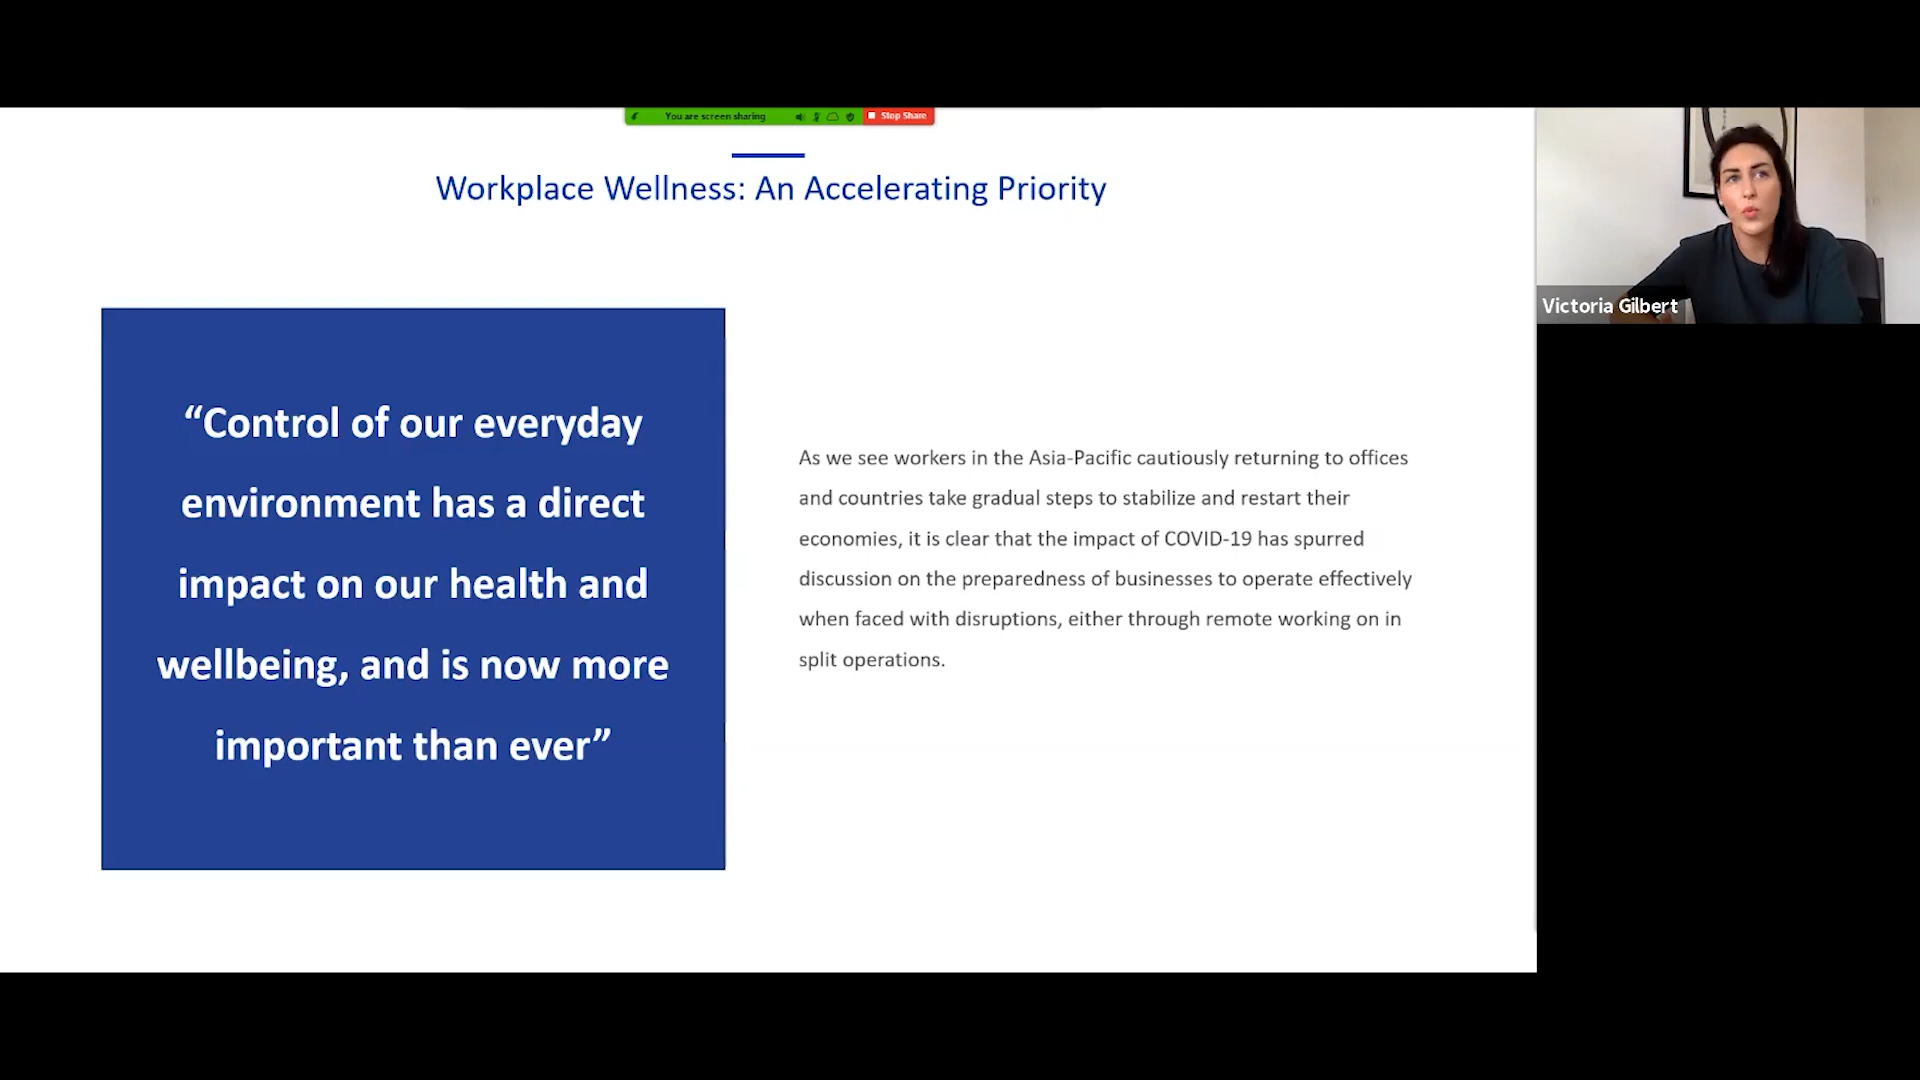 You are screen sharing
Stop Share
Workplace Wellness: An Accelerating Priority
Victoria Gilbert
“Control of our everyday
environment has a direct
impact on our health and
wellbeing, and is now more
important than ever”
As we see workers in the Asia-Pacific cautiously returning to offices
and countries take gradual steps to stabilize and restart their
economies, it is clear that the impact of COVID-19 has spurred
discussion on the preparedness of businesses to operate effectively
when faced with disruptions, either through remote working on in
split operations.